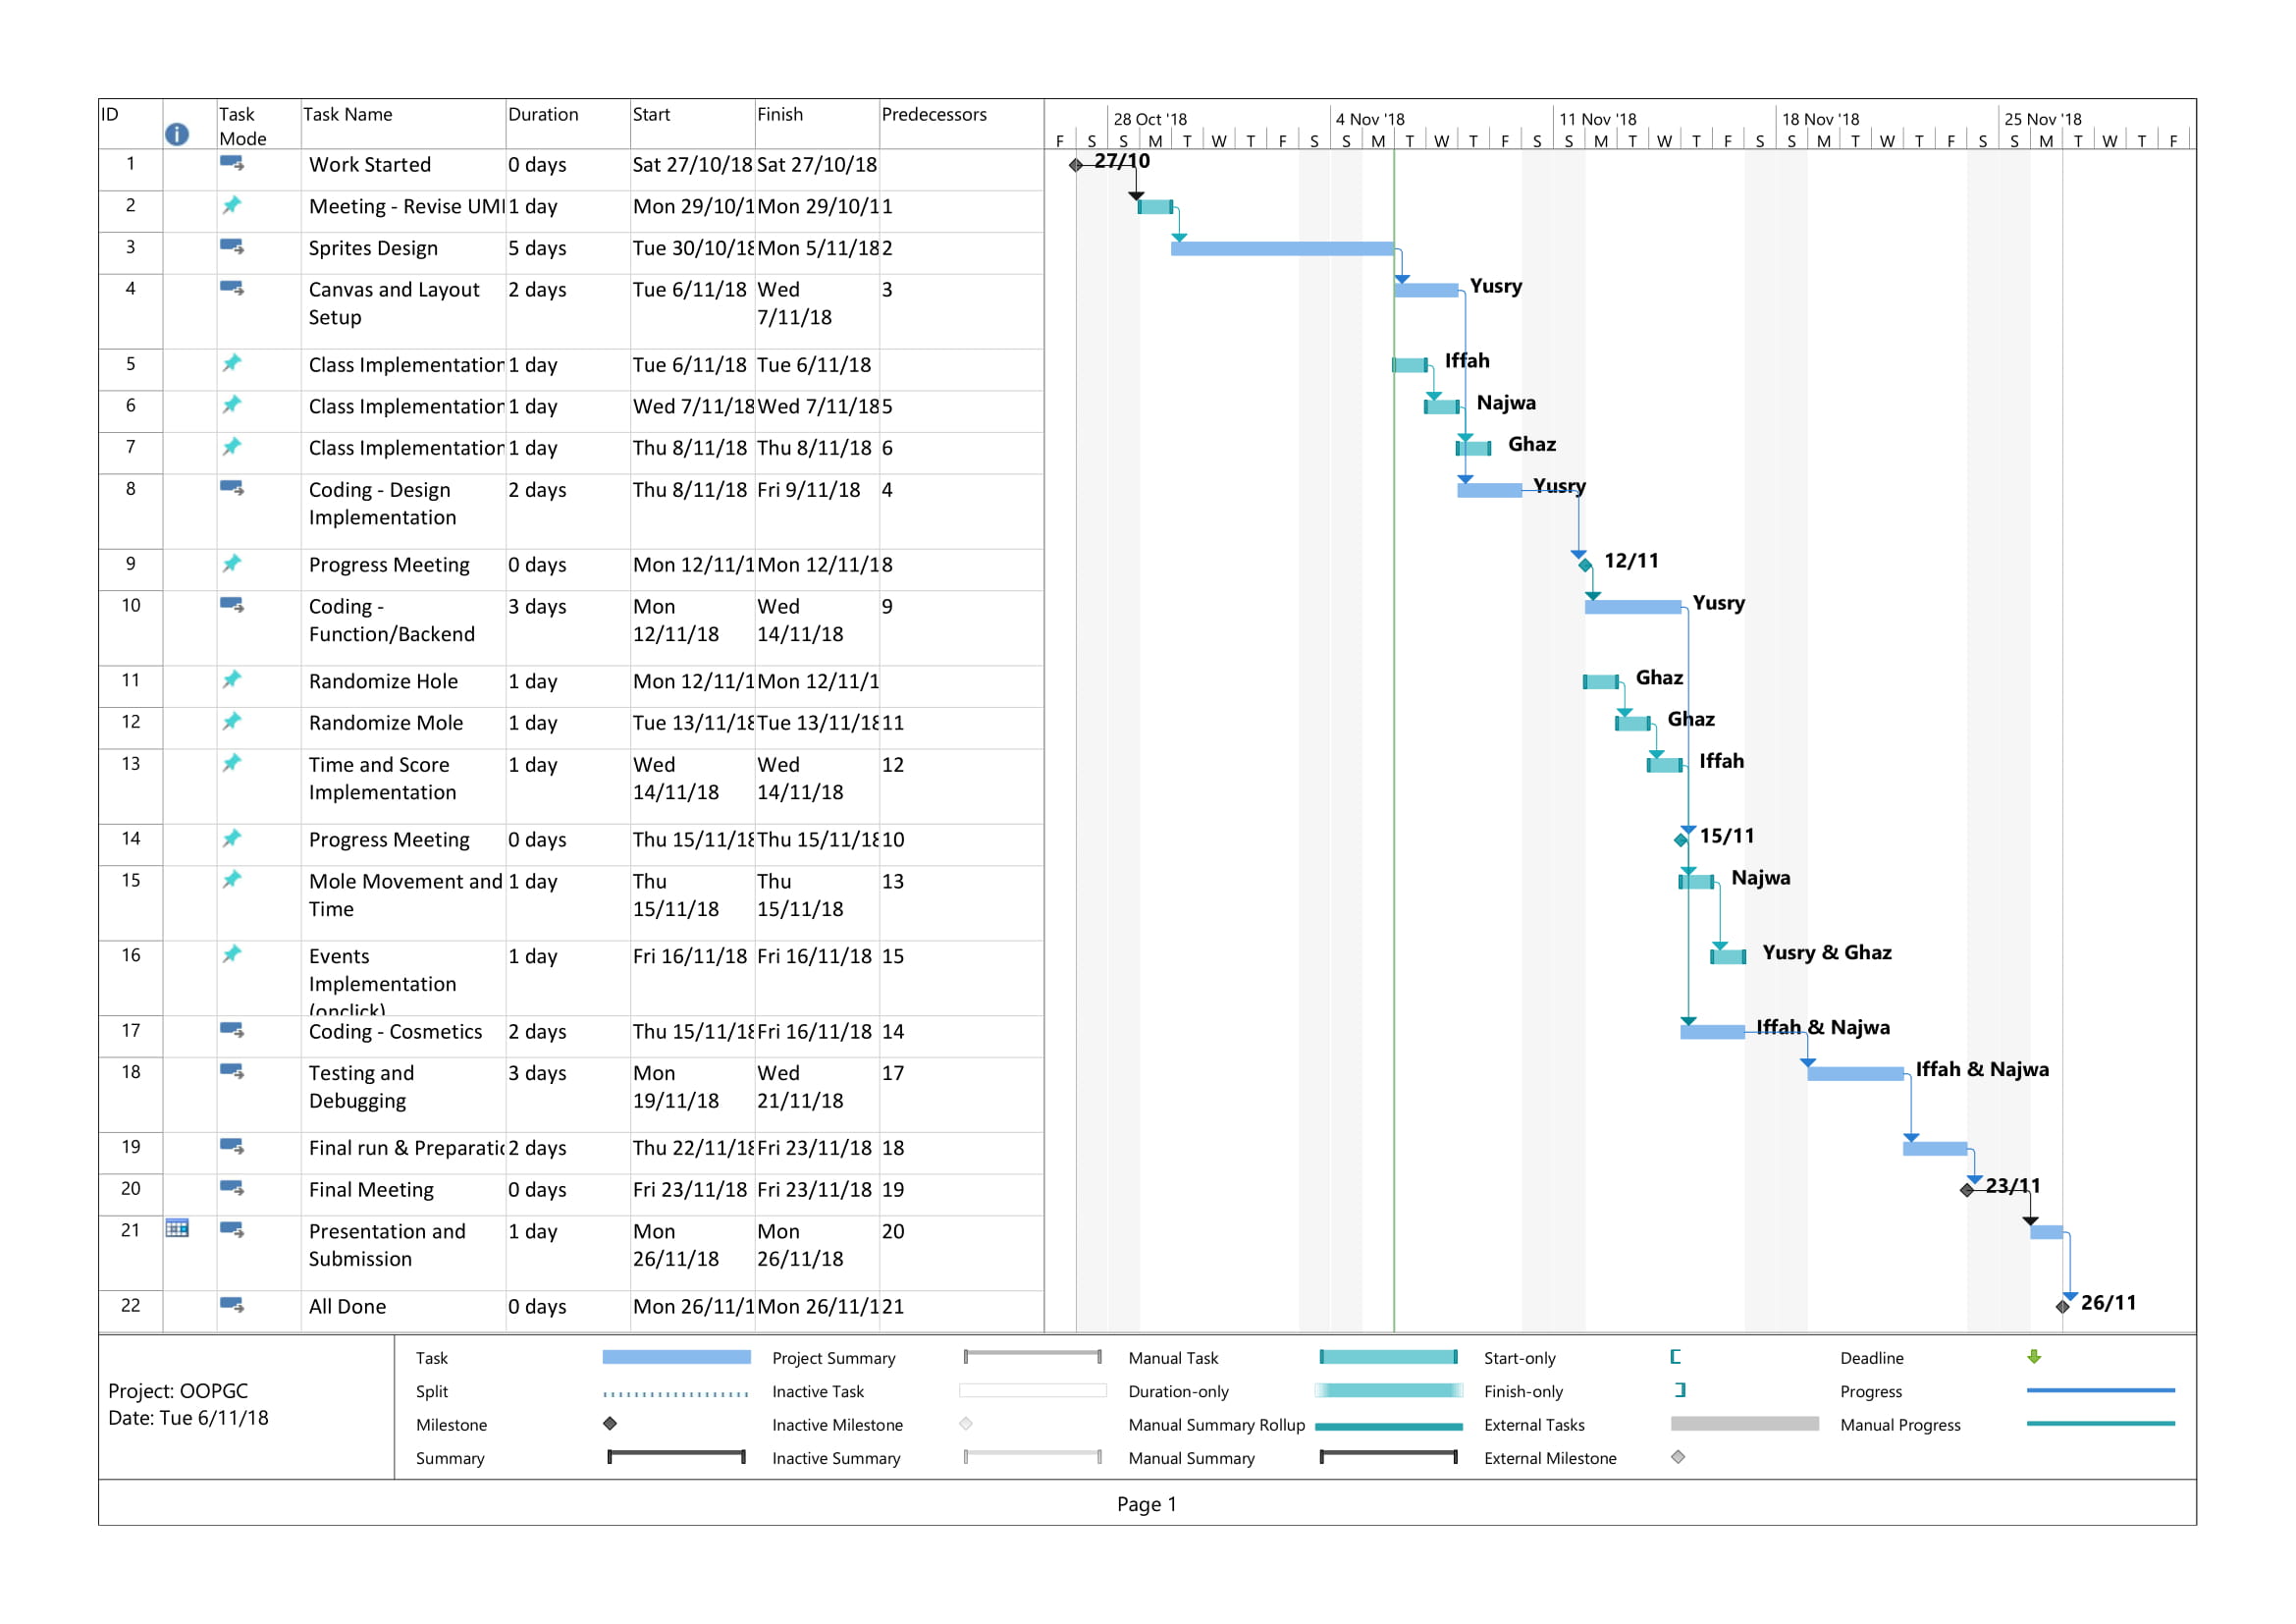 ID Task Mode Task Name Duration Start Finish Predecessors
28 Oct '18 4 Nov '18 11 Nov '18 18 Nov '18 25 Nov '18
F S S M T W T F S S M T W T F S S M T W T F S S M T W T F S S M T W T F
1 Work Started 0 days Sat 27/10/18 Sat 27/10/18 27/10
2 Meeting - Revise UML 1 day Mon 29/10/1 Mon 29/10/1 1
3 Sprites Design 5 days Tue 30/10/18 Mon 5/11/18 2
4 Canvas and Layout 2 days Tue 6/11/18 Wed 3 Yusry
Setup 7/11/18
5 Class Implementation 1 day Tue 6/11/18 Tue 6/11/18 Iffah
6 Class Implementation 1 day Wed 7/11/18 Wed 7/11/18 5 Najwa
7 Class Implementation 1 day Thu 8/11/18 Thu 8/11/18 6 Ghaz
8 Coding - Design 2 days Thu 8/11/18 Fri 9/11/18 4 Yusry
Implementation
9 Progress Meeting 0 days Mon 12/11/1 Mon 12/11/1 8 12/11
10 Coding - 3 days Mon Wed 9 Yusry
Function/Backend 12/11/18 14/11/18
11 Randomize Hole 1 day Mon 12/11/1 Mon 12/11/1 Ghaz
12 Randomize Mole 1 day Tue 13/11/18 Tue 13/11/18 11 Ghaz
13 Time and Score 1 day Wed Wed 12 Iffah
Implementation 14/11/18 14/11/18
14 Progress Meeting 0 days Thu 15/11/18 Thu 15/11/18 10 15/11
15 Mole Movement and 1 day Thu Thu 13 Najwa
Time 15/11/18 15/11/18
16 Events 1 day Fri 16/11/18 Fri 16/11/18 15 Yusry & Ghaz
Implementation
(onclick)
17 Coding - Cosmetics 2 days Thu 15/11/18 Fri 16/11/18 14 Iffah & Najwa
18 Testing and 3 days Mon Wed 17 Iffah & Najwa
Debugging 19/11/18 21/11/18
19 Final run & Preparatio 2 days Thu 22/11/18 Fri 23/11/18 18
20 Final Meeting 0 days Fri 23/11/18 Fri 23/11/18 19 23/11
21 Presentation and 1 day Mon Mon 20
Submission 26/11/18 26/11/18
22 All Done 0 days Mon 26/11/1 Mon 26/11/1 21 26/11
Project: OOPGC
Date: Tue 6/11/18
Task Project Summary Manual Task Start-only Deadline
Split Inactive Task Duration-only Finish-only Progress
Milestone Inactive Milestone Manual Summary Rollup External Tasks Manual Progress
Summary Inactive Summary Manual Summary External Milestone
Page 1